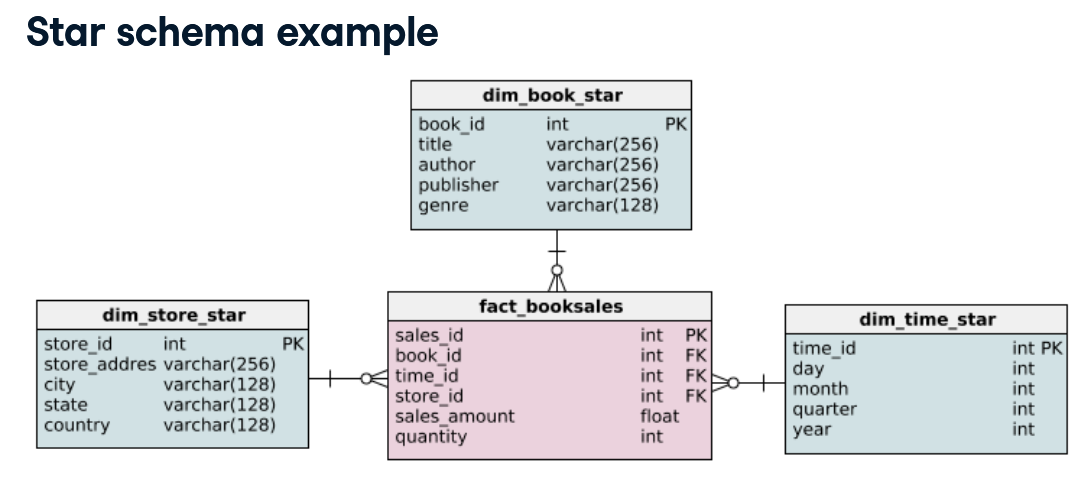 Star schema example
dim_book_star
book_id int PK
title varchar(256)
author varchar(256)
publisher varchar(256)
genre varchar(128)
dim_store_star
store_id int PK
store_addres varchar(256)
city varchar(128)
state varchar(128)
country varchar(128)
fact_booksales
sales_id int PK
book_id int FK
time_id int FK
store_id int FK
sales_amount float
quantity int
dim_time_star
time_id int PK
day int
month int
quarter int
year int